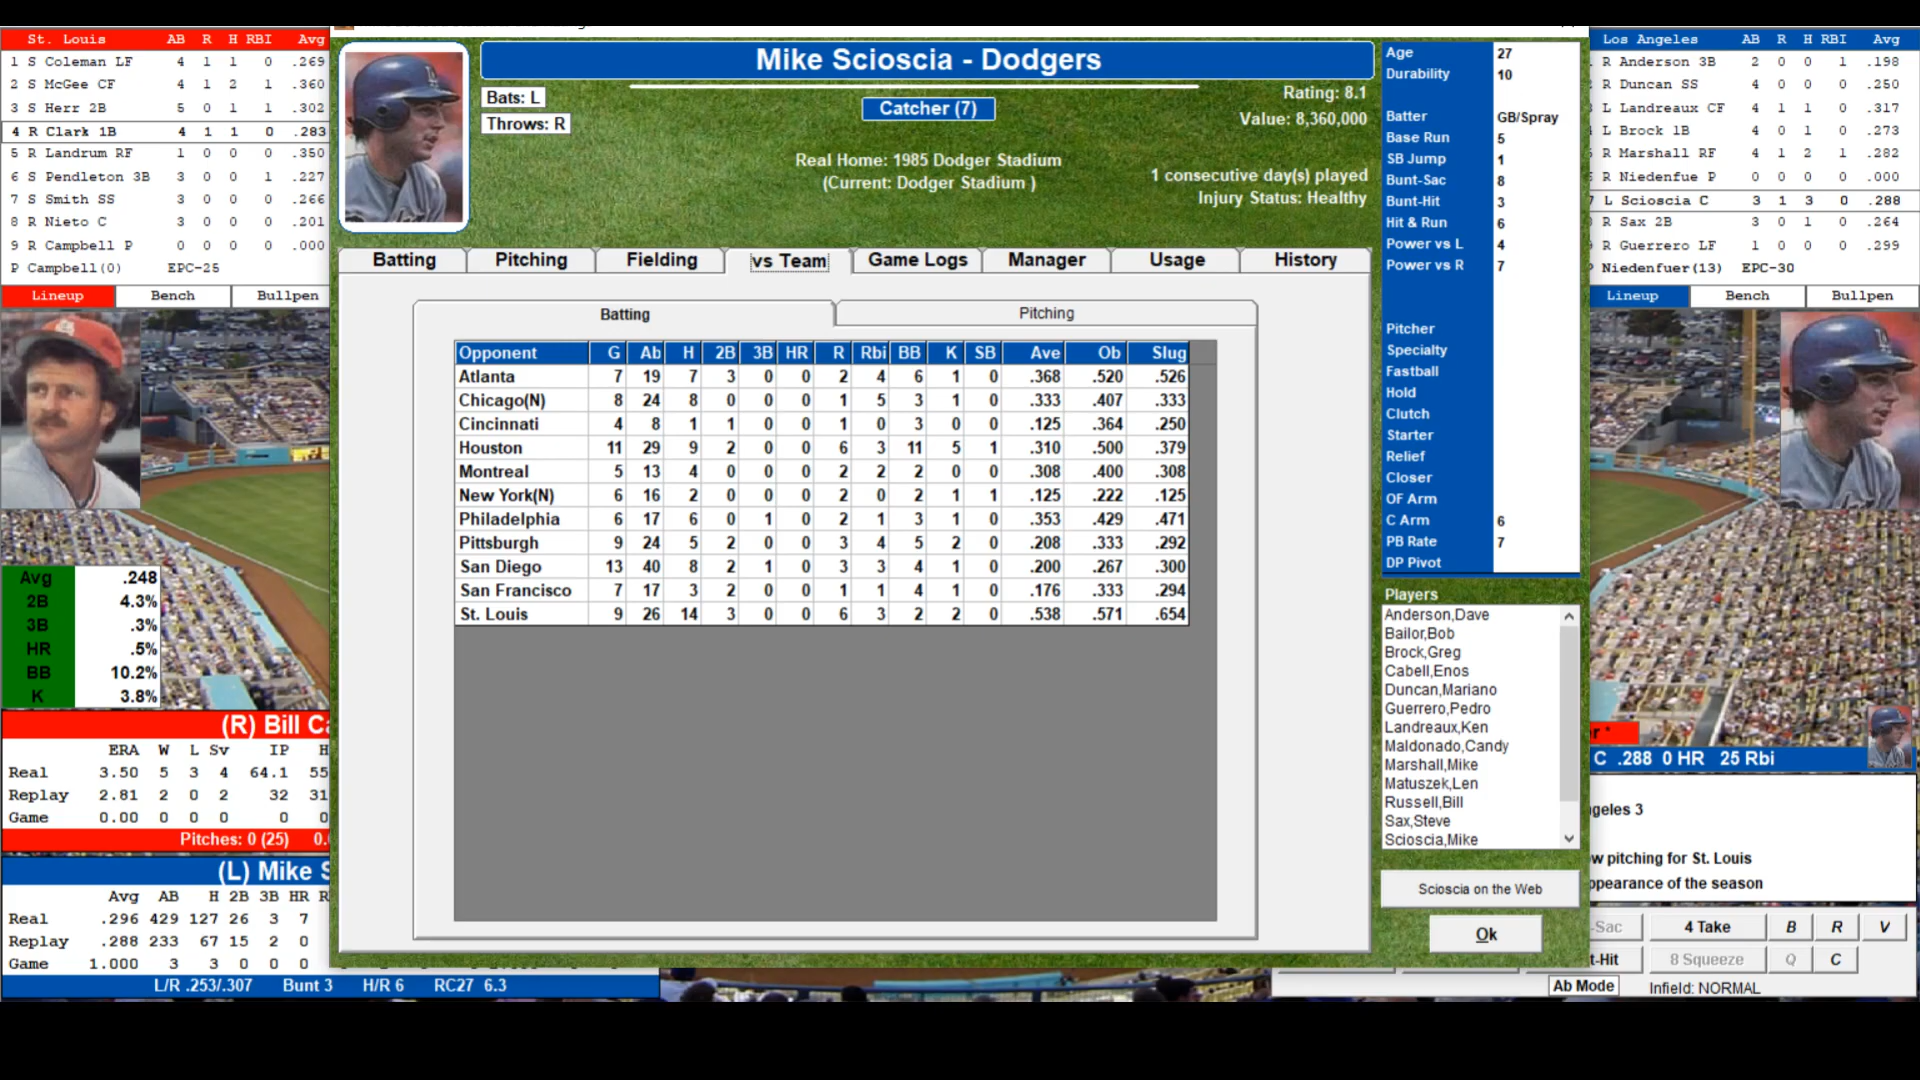 St. Louis AB R H RBI Avg
1 S Coleman LF 4 1 1 0 .269
2 S McGee CF 4 1 2 1 .360
3 S Herr 2B 5 0 1 1 .302
4 R Clark 1B 4 1 1 0 .283
5 R Landrum RF 1 0 0 0 .350
6 S Pendleton 3B 3 0 0 1 .227
7 S Smith SS 3 0 0 0 .266
8 R Nieto C 3 0 0 0 .201
9 R Campbell P 0 0 0 0 .000
P Campbell(0) EPC-25
Lineup Bench Bullpen
Avg .248
2B 4.3%
3B .3%
HR .5%
BB 10.2%
K 3.8%
(R) Bill Ca
ERA W L Sv IP H
Real 3.50 5 3 4 64.1 55
Replay 2.81 2 0 2 32 31
Game 0.00 0 0 0 0 0
Pitches: 0 (25) 0.
(L) Mike S
Avg AB H 2B 3B HR R
Real .296 429 127 26 3 7
Replay .288 233 67 15 2 0
Game 1.000 3 3 0 0 0
L/R .253/.307 Bunt 3 H/R 6 RC27 6.3
Mike Scioscia - Dodgers
Bats: L
Throws: R
Catcher (7)
Rating: 8.1
Value: 8,360,000
Real Home: 1985 Dodger Stadium
(Current: Dodger Stadium )
1 consecutive day(s) played
Injury Status: Healthy
Batting Pitching Fielding vs Team Game Logs Manager Usage History
Batting Pitching
Opponent G Ab H 2B 3B HR R Rbi BB K SB Ave Ob Slug
Atlanta 7 19 7 3 0 0 2 4 6 1 0 .368 .520 .526
Chicago(N) 8 24 8 0 0 0 1 5 3 1 0 .333 .407 .333
Cincinnati 4 8 1 1 0 0 1 0 3 0 0 .125 .364 .250
Houston 11 29 9 2 0 0 6 3 11 5 1 .310 .500 .379
Montreal 5 13 4 0 0 0 2 2 2 0 0 .308 .400 .308
New York(N) 6 16 2 0 0 0 2 0 2 1 1 .125 .222 .125
Philadelphia 6 17 6 0 1 0 2 1 3 1 0 .353 .429 .471
Pittsburgh 9 24 5 2 0 0 3 4 5 2 0 .208 .333 .292
San Diego 13 40 8 2 1 0 3 3 4 1 0 .200 .267 .300
San Francisco 7 17 3 2 0 0 1 1 4 1 0 .176 .333 .294
St. Louis 9 26 14 3 0 0 6 3 2 2 0 .538 .571 .654
Age 27
Durability 10
Batter GB/Spray
Base Run 5
SB Jump 1
Bunt-Sac 8
Bunt-Hit 3
Hit & Run 6
Power vs L 4
Power vs R 7
Pitcher
Specialty
Fastball
Hold
Clutch
Starter
Relief
Closer
OF Arm
C Arm 6
PB Rate 7
DP Pivot
Players
Anderson,Dave
Bailor,Bob
Brock,Greg
Cabell,Enos
Duncan,Mariano
Guerrero,Pedro
Landreaux,Ken
Maldonado,Candy
Marshall,Mike
Matuszek,Len
Russell,Bill
Sax,Steve
Scioscia,Mike
Scioscia on the Web
Ok
Los Angeles AB R H RBI Avg
R Anderson 3B 2 0 0 1 .198
R Duncan SS 4 0 0 0 .250
L Landreaux CF 4 1 1 0 .317
L Brock 1B 4 0 1 0 .273
R Marshall RF 4 1 2 1 .282
R Niedenfue P 0 0 0 0 .000
7 L Scioscia C 3 1 3 0 .288
R Sax 2B 3 0 1 0 .264
R Guerrero LF 1 0 0 0 .299
P Niedenfuer(13) EPC-30
Lineup Bench Bullpen
r *
C .288 0 HR 25 Rbi
ngeles 3
w pitching for St. Louis
ppearance of the season
-Sac 4 Take B R V
t-Hit 8 Squeeze Q C
Ab Mode Infield: NORMAL